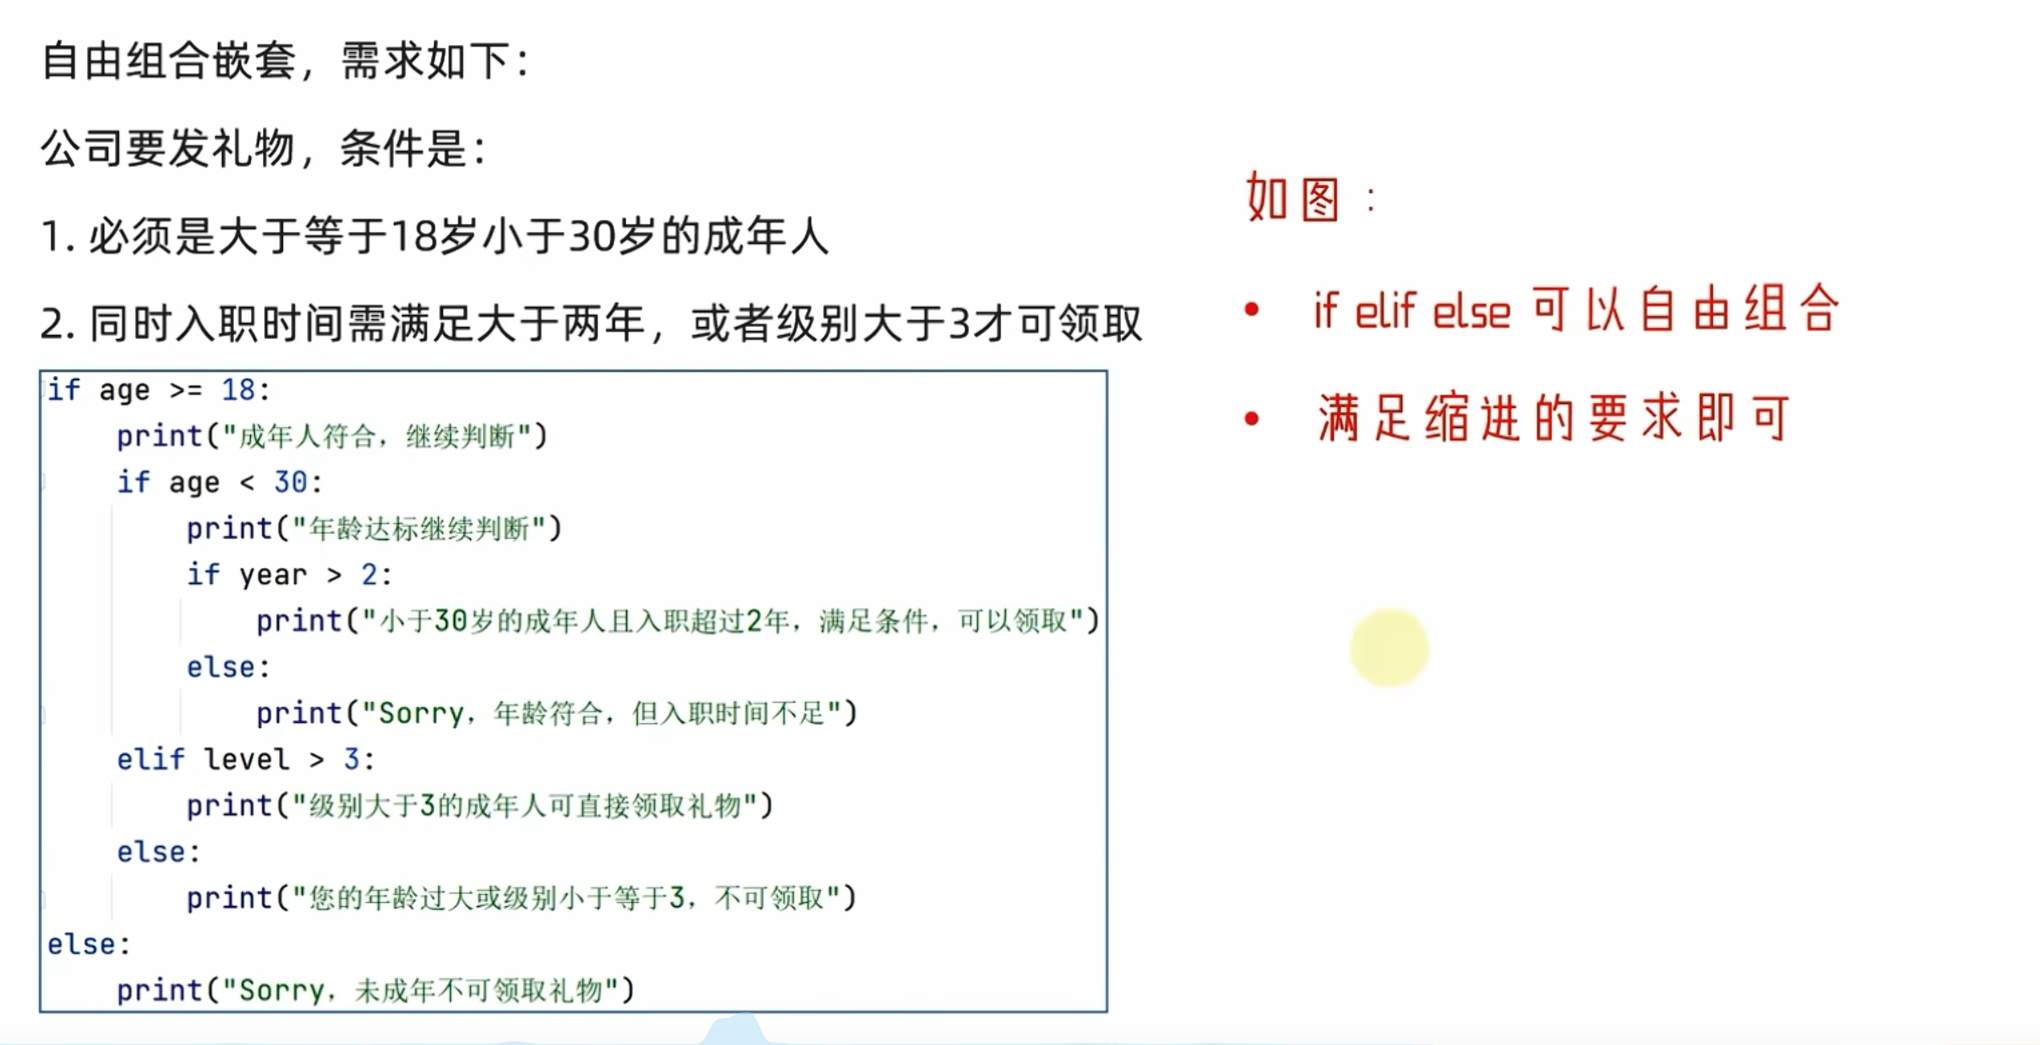 自由组合嵌套，需求如下：
公司要发礼物，条件是：
1. 必须是大于等于18岁小于30岁的成年人
2. 同时入职时间需满足大于两年，或者级别大于3才可领取
if age >= 18:
    print("成年人符合，继续判断")
    if age < 30:
        print("年龄达标继续判断")
        if year > 2:
            print("小于30岁的成年人且入职超过2年，满足条件，可以领取")
        else:
            print("Sorry，年龄符合，但入职时间不足")
    elif level > 3:
        print("级别大于3的成年人可直接领取礼物")
    else:
        print("您的年龄过大或级别小于等于3，不可领取")
else:
    print("Sorry，未成年不可领取礼物")
如图：
• if elif else 可以自由组合
• 满足缩进的要求即可